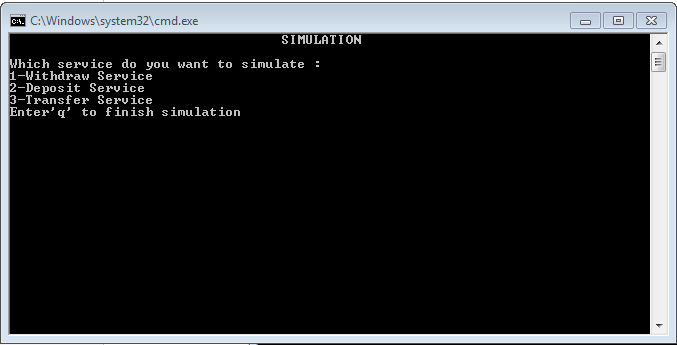 C:\Windows\system32\cmd.exe
SIMULATION
Which service do you want to simulate :
1-Withdraw Service
2-Deposit Service
3-Transfer Service
Enter'q' to finish simulation